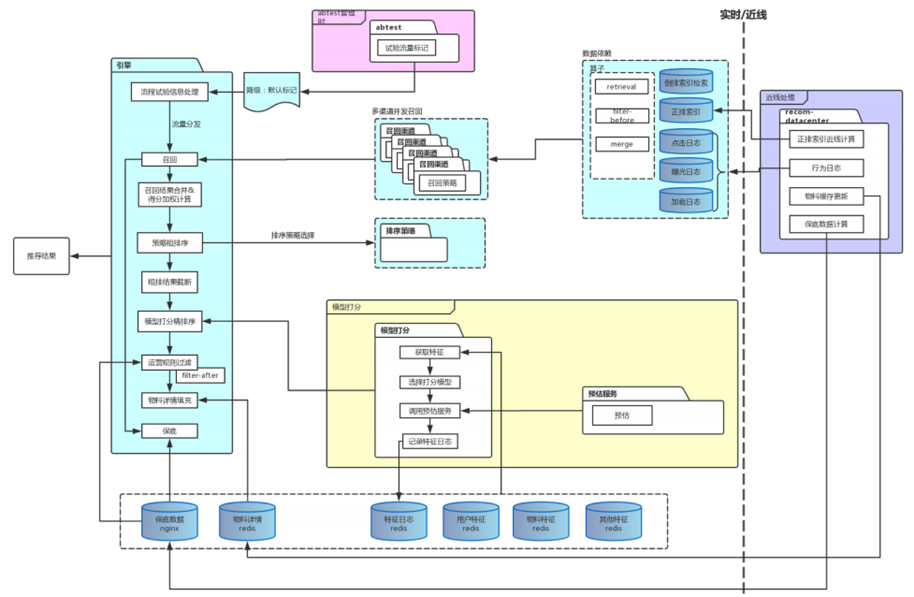 实时/近线
abtest管理
时
abtest
试验流量标记
引擎
流程试验信息处理
降级：默认标记
流量分发
召回
召回结果合并&
得分加权计算
策略粗排序
排序策略选择
粗排结果截断
模型打分精排序
运营规则过滤
filter-after
物料详情填充
保底
推荐结果
多渠道并发召回
召回渠道
召回渠道
召回渠道
召回渠道
召回策略
排序策略
数据依赖
算子
retrieval
filter-
before
merge
倒排索引检索
正排索引
点击日志
曝光日志
加载日志
近线处理
recom-
datacenter
正排索引近线计算
行为日志
物料缓存更新
保底数据计算
模型打分
模型打分
获取特征
选择打分模型
调用预估服务
记录特征日志
预估服务
预估
保底数据
nginx
物料详情
redis
特征日志
redis
用户特征
redis
物料特征
redis
其他特征
redis